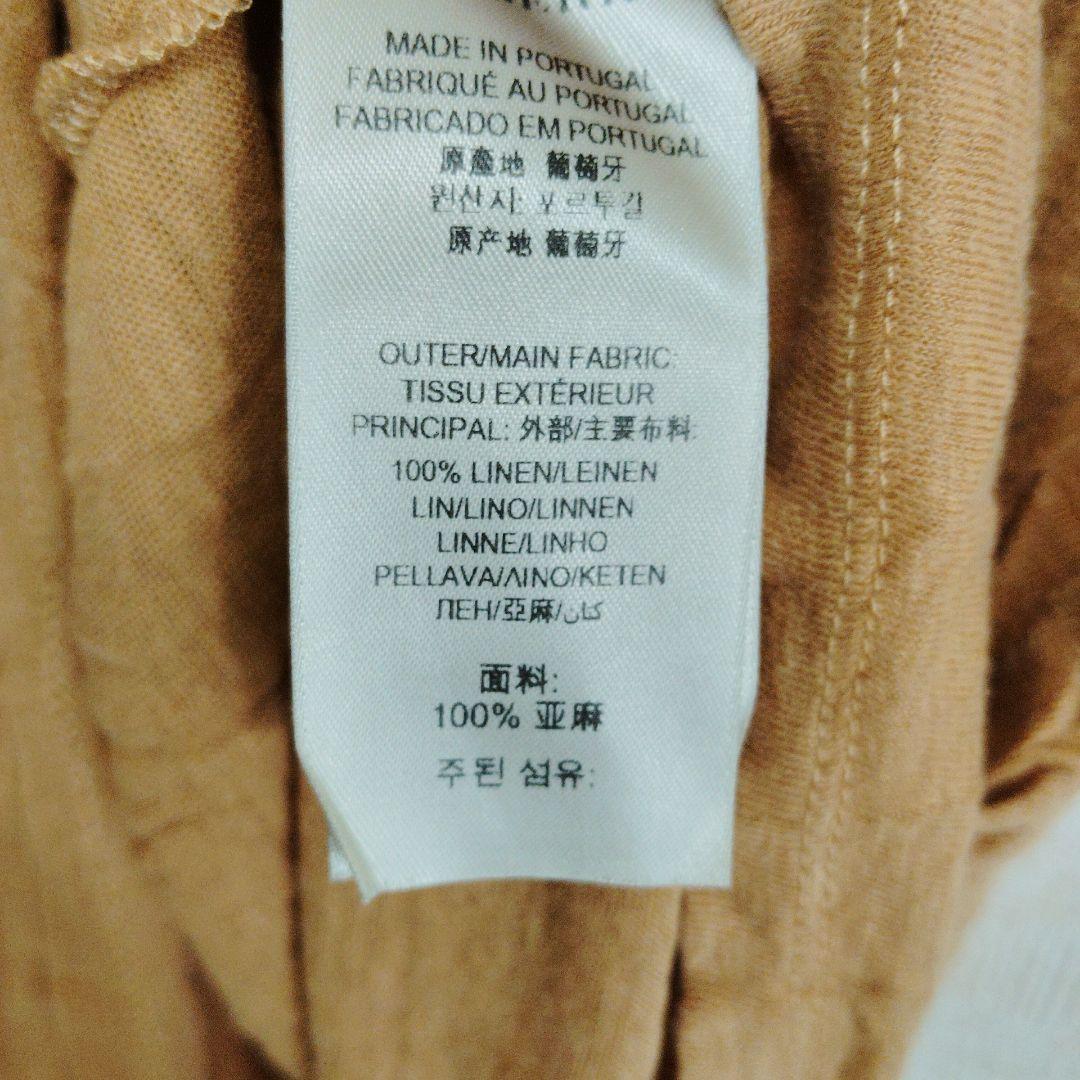 MADE IN PORTUGAL
FABRIQUÉ AU PORTUGAL
FABRICADO EM PORTUGAL
原產地 葡萄牙
원산지: 포르투갈
原产地 葡萄牙
OUTER/MAIN FABRIC:
TISSU EXTÉRIEUR
PRINCIPAL: 外部/主要布料:
100% LINEN/LEINEN
LIN/LINO/LINNEN
LINNE/LINHO
PELLAVA/ΛINO/KETEN
ЛЕН/亞麻/كتان
面料:
100% 亚麻
주된 섬유: